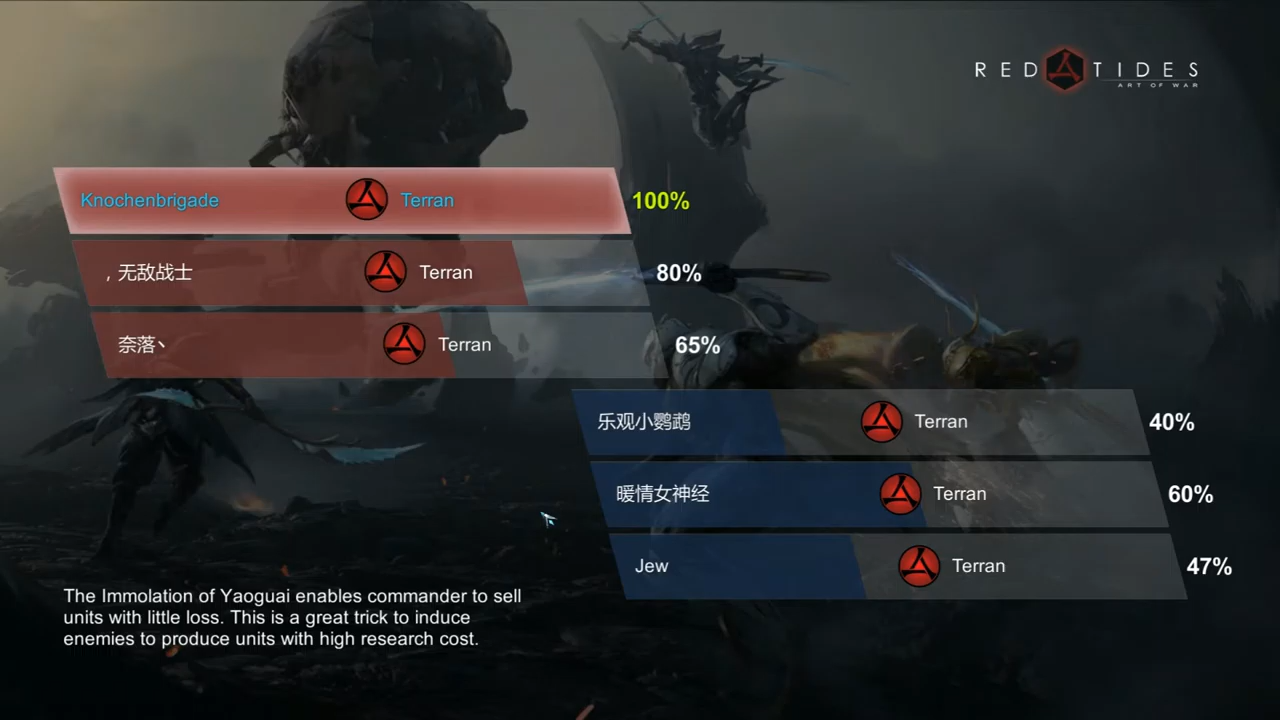 RED TIDES
ART OF WAR
Knochenbrigade Terran 100%
，无敌战士 Terran 80%
奈落丶 Terran 65%
乐观小鹦鹉 Terran 40%
暖情女神经 Terran 60%
Jew Terran 47%
The Immolation of Yaoguai enables commander to sell
units with little loss. This is a great trick to induce
enemies to produce units with high research cost.